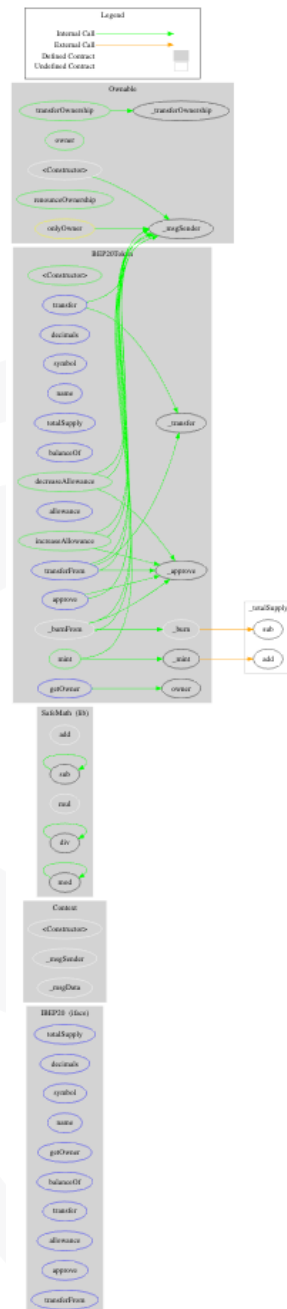 Legend
Internal Call
External Call
Defined Contract
Undefined Contract
Ownable
transferOwnership
_transferOwnership
owner
<Constructor>
renounceOwnership
onlyOwner
_msgSender
BEP20Token
<Constructor>
transfer
decimals
symbol
name
_transfer
totalSupply
balanceOf
decreaseAllowance
allowance
increaseAllowance
transferFrom
_approve
approve
_burnFrom
_burn
mint
_mint
getOwner
owner
_totalSupply
sub
add
SafeMath (lib)
add
sub
mul
div
mod
Context
<Constructor>
_msgSender
_msgData
IBEP20 (iface)
totalSupply
decimals
symbol
name
getOwner
balanceOf
transfer
allowance
approve
transferFrom